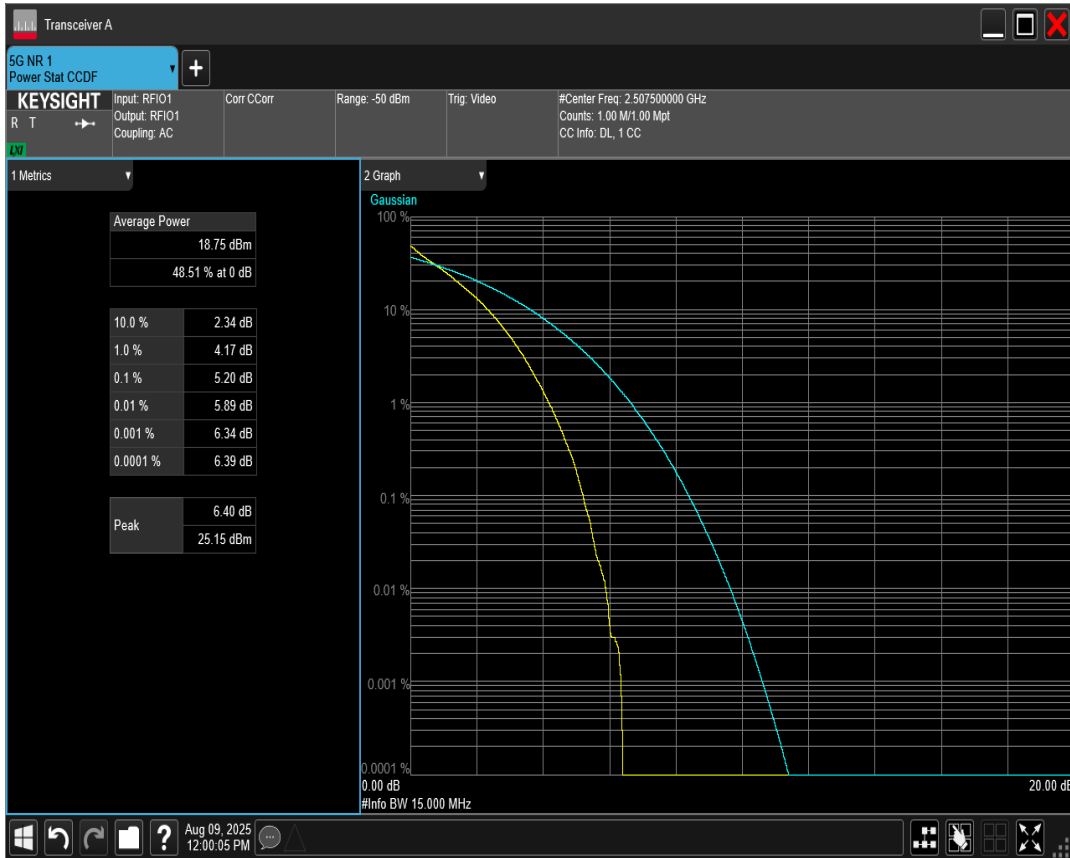 Transceiver A
5G NR 1
Power Stat CCDF
KEYSIGHT
R T
LXI
Input: RFIO1
Output: RFIO1
Coupling: AC
Corr CCorr
Range: -50 dBm
Trig: Video
#Center Freq: 2.507500000 GHz
Counts: 1.00 M/1.00 Mpt
CC Info: DL, 1 CC
1 Metrics
Average Power
18.75 dBm
48.51 % at 0 dB
10.0 % 2.34 dB
1.0 % 4.17 dB
0.1 % 5.20 dB
0.01 % 5.89 dB
0.001 % 6.34 dB
0.0001 % 6.39 dB
Peak
6.40 dB
25.15 dBm
2 Graph
Gaussian
100 %
10 %
1 %
0.1 %
0.01 %
0.001 %
0.0001 %
0.00 dB
20.00 dB
#Info BW 15.000 MHz
?
Aug 09, 2025
12:00:05 PM